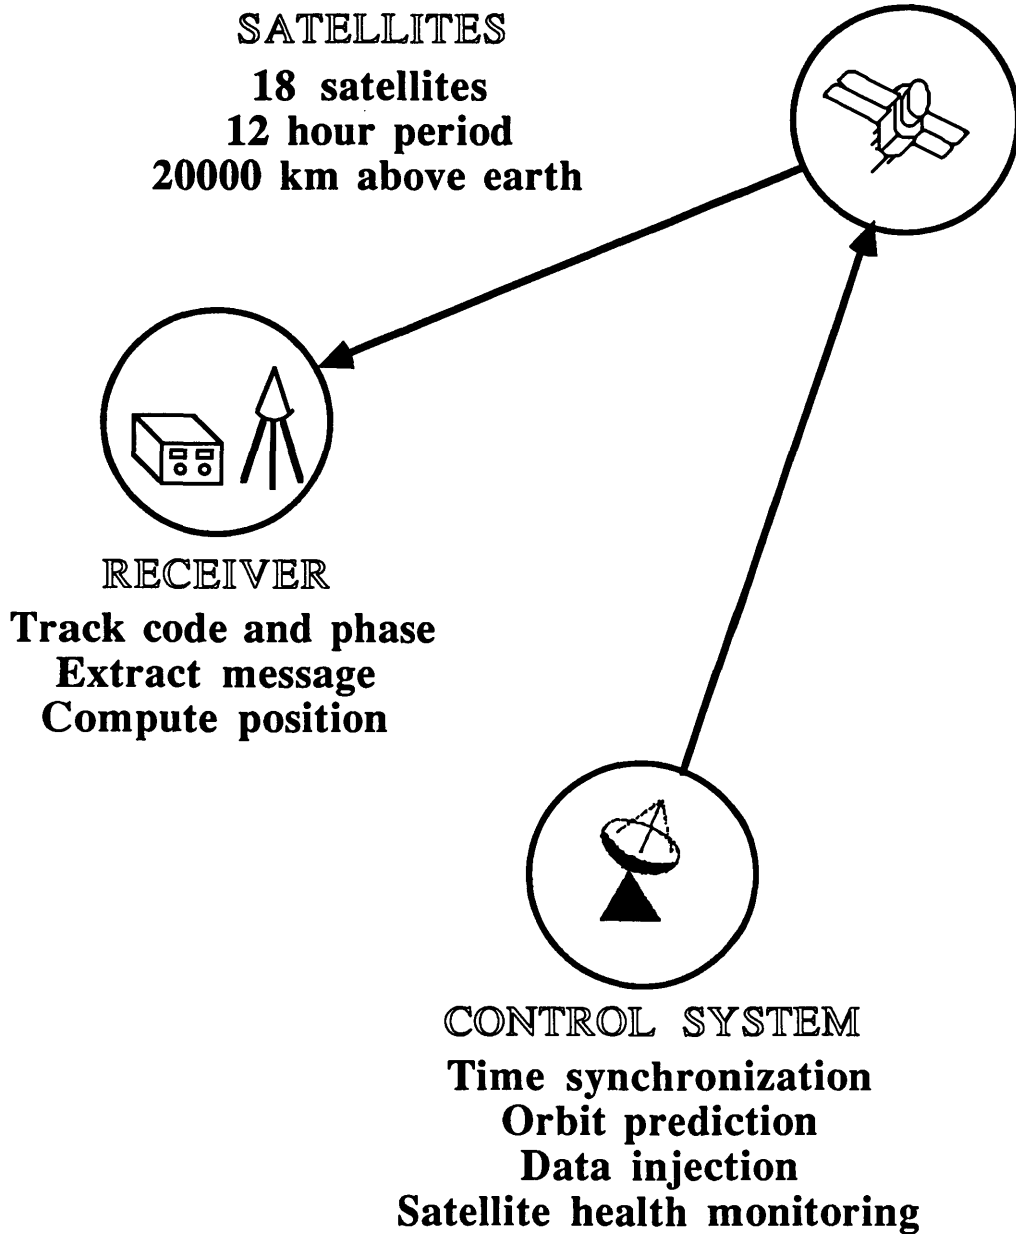 SATELLITES
18 satellites
12 hour period
20000 km above earth
RECEIVER
Track code and phase
Extract message
Compute position
CONTROL SYSTEM
Time synchronization
Orbit prediction
Data injection
Satellite health monitoring